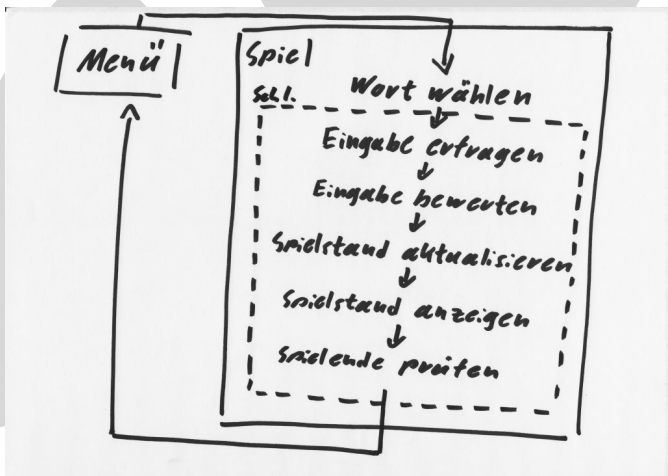 Menü
Spiel
Wort wählen
Schl.
Eingabe erfragen
Eingabe bewerten
Spielstand aktualisieren
Spielstand anzeigen
Spielende prüfen